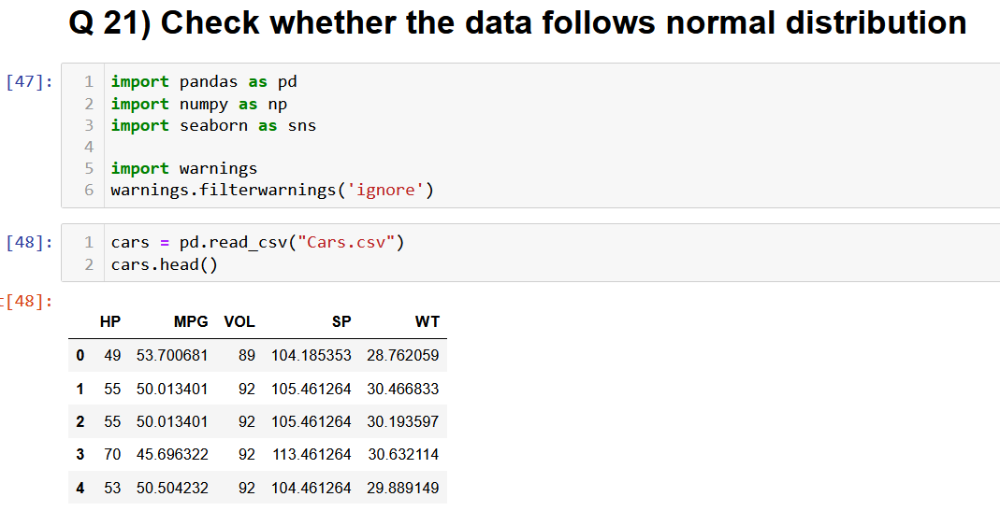 Q 21) Check whether the data follows normal distribution
[47]:
1 import pandas as pd
2 import numpy as np
3 import seaborn as sns
4
5 import warnings
6 warnings.filterwarnings('ignore')
[48]:
1 cars = pd.read_csv("Cars.csv")
2 cars.head()
t[48]:
HP MPG VOL SP WT
0 49 53.700681 89 104.185353 28.762059
1 55 50.013401 92 105.461264 30.466833
2 55 50.013401 92 105.461264 30.193597
3 70 45.696322 92 113.461264 30.632114
4 53 50.504232 92 104.461264 29.889149